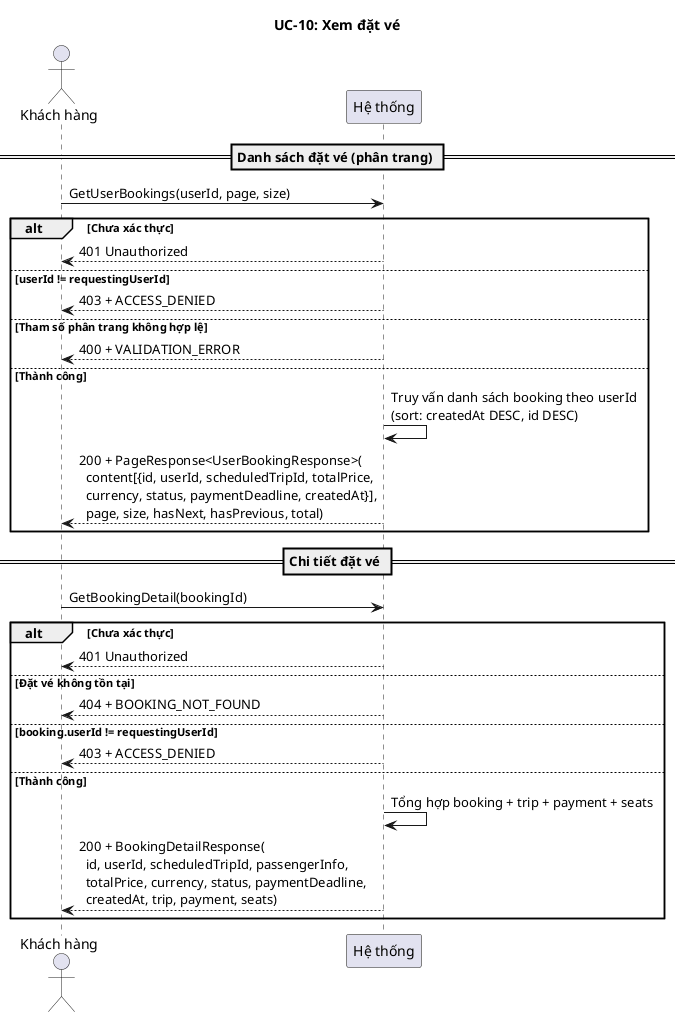 UC-10: Xem đặt vé
Khách hàng
Hệ thống
Danh sách đặt vé (phân trang)
GetUserBookings(userId, page, size)
alt [Chưa xác thực]
401 Unauthorized
[userId != requestingUserId]
403 + ACCESS_DENIED
[Tham số phân trang không hợp lệ]
400 + VALIDATION_ERROR
[Thành công]
Truy vấn danh sách booking theo userId
(sort: createdAt DESC, id DESC)
200 + PageResponse<UserBookingResponse>(
content[{id, userId, scheduledTripId, totalPrice,
currency, status, paymentDeadline, createdAt}],
page, size, hasNext, hasPrevious, total)
Chi tiết đặt vé
GetBookingDetail(bookingId)
alt [Chưa xác thực]
401 Unauthorized
[Đặt vé không tồn tại]
404 + BOOKING_NOT_FOUND
[booking.userId != requestingUserId]
403 + ACCESS_DENIED
[Thành công]
Tổng hợp booking + trip + payment + seats
200 + BookingDetailResponse(
id, userId, scheduledTripId, passengerInfo,
totalPrice, currency, status, paymentDeadline,
createdAt, trip, payment, seats)
Khách hàng
Hệ thống